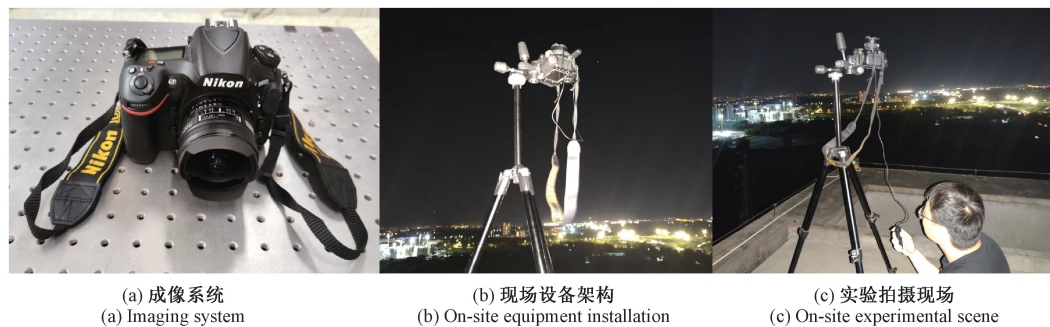 Nikon
Nikon
(a) 成像系统
(a) Imaging system
(b) 现场设备架构
(b) On-site equipment installation
(c) 实验拍摄现场
(c) On-site experimental scene